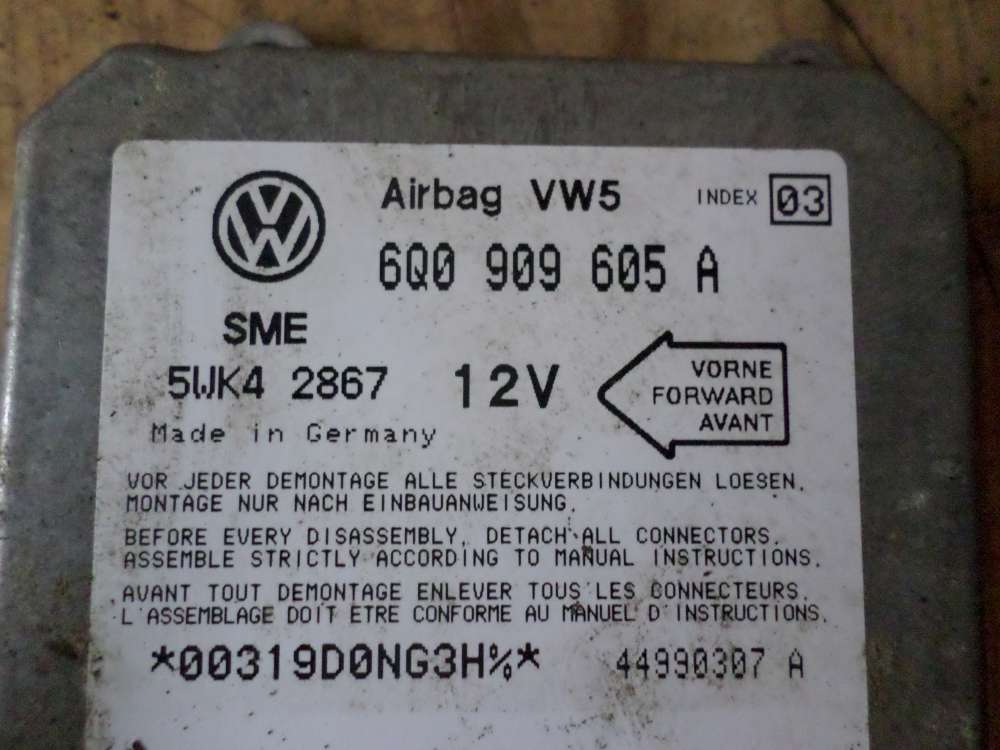 Airbag VW5 INDEX 03
6Q0 909 605 A
SME
5WK4 2867 12V
VORNE
FORWARD
AVANT
Made in Germany
VOR JEDER DEMONTAGE ALLE STECKVERBINDUNGEN LOESEN.
MONTAGE NUR NACH EINBAUANWEISUNG.
BEFORE EVERY DISASSEMBLY, DETACH ALL CONNECTORS.
ASSEMBLE STRICTLY ACCORDING TO MANUAL INSTRUCTIONS.
AVANT TOUT DEMONTAGE ENLEVER TOUS LES CONNECTEURS.
L'ASSEMBLAGE DOIT ETRE CONFORME AU MANUEL D'INSTRUCTIONS.
*00319D0NG3H%* 44990307 A